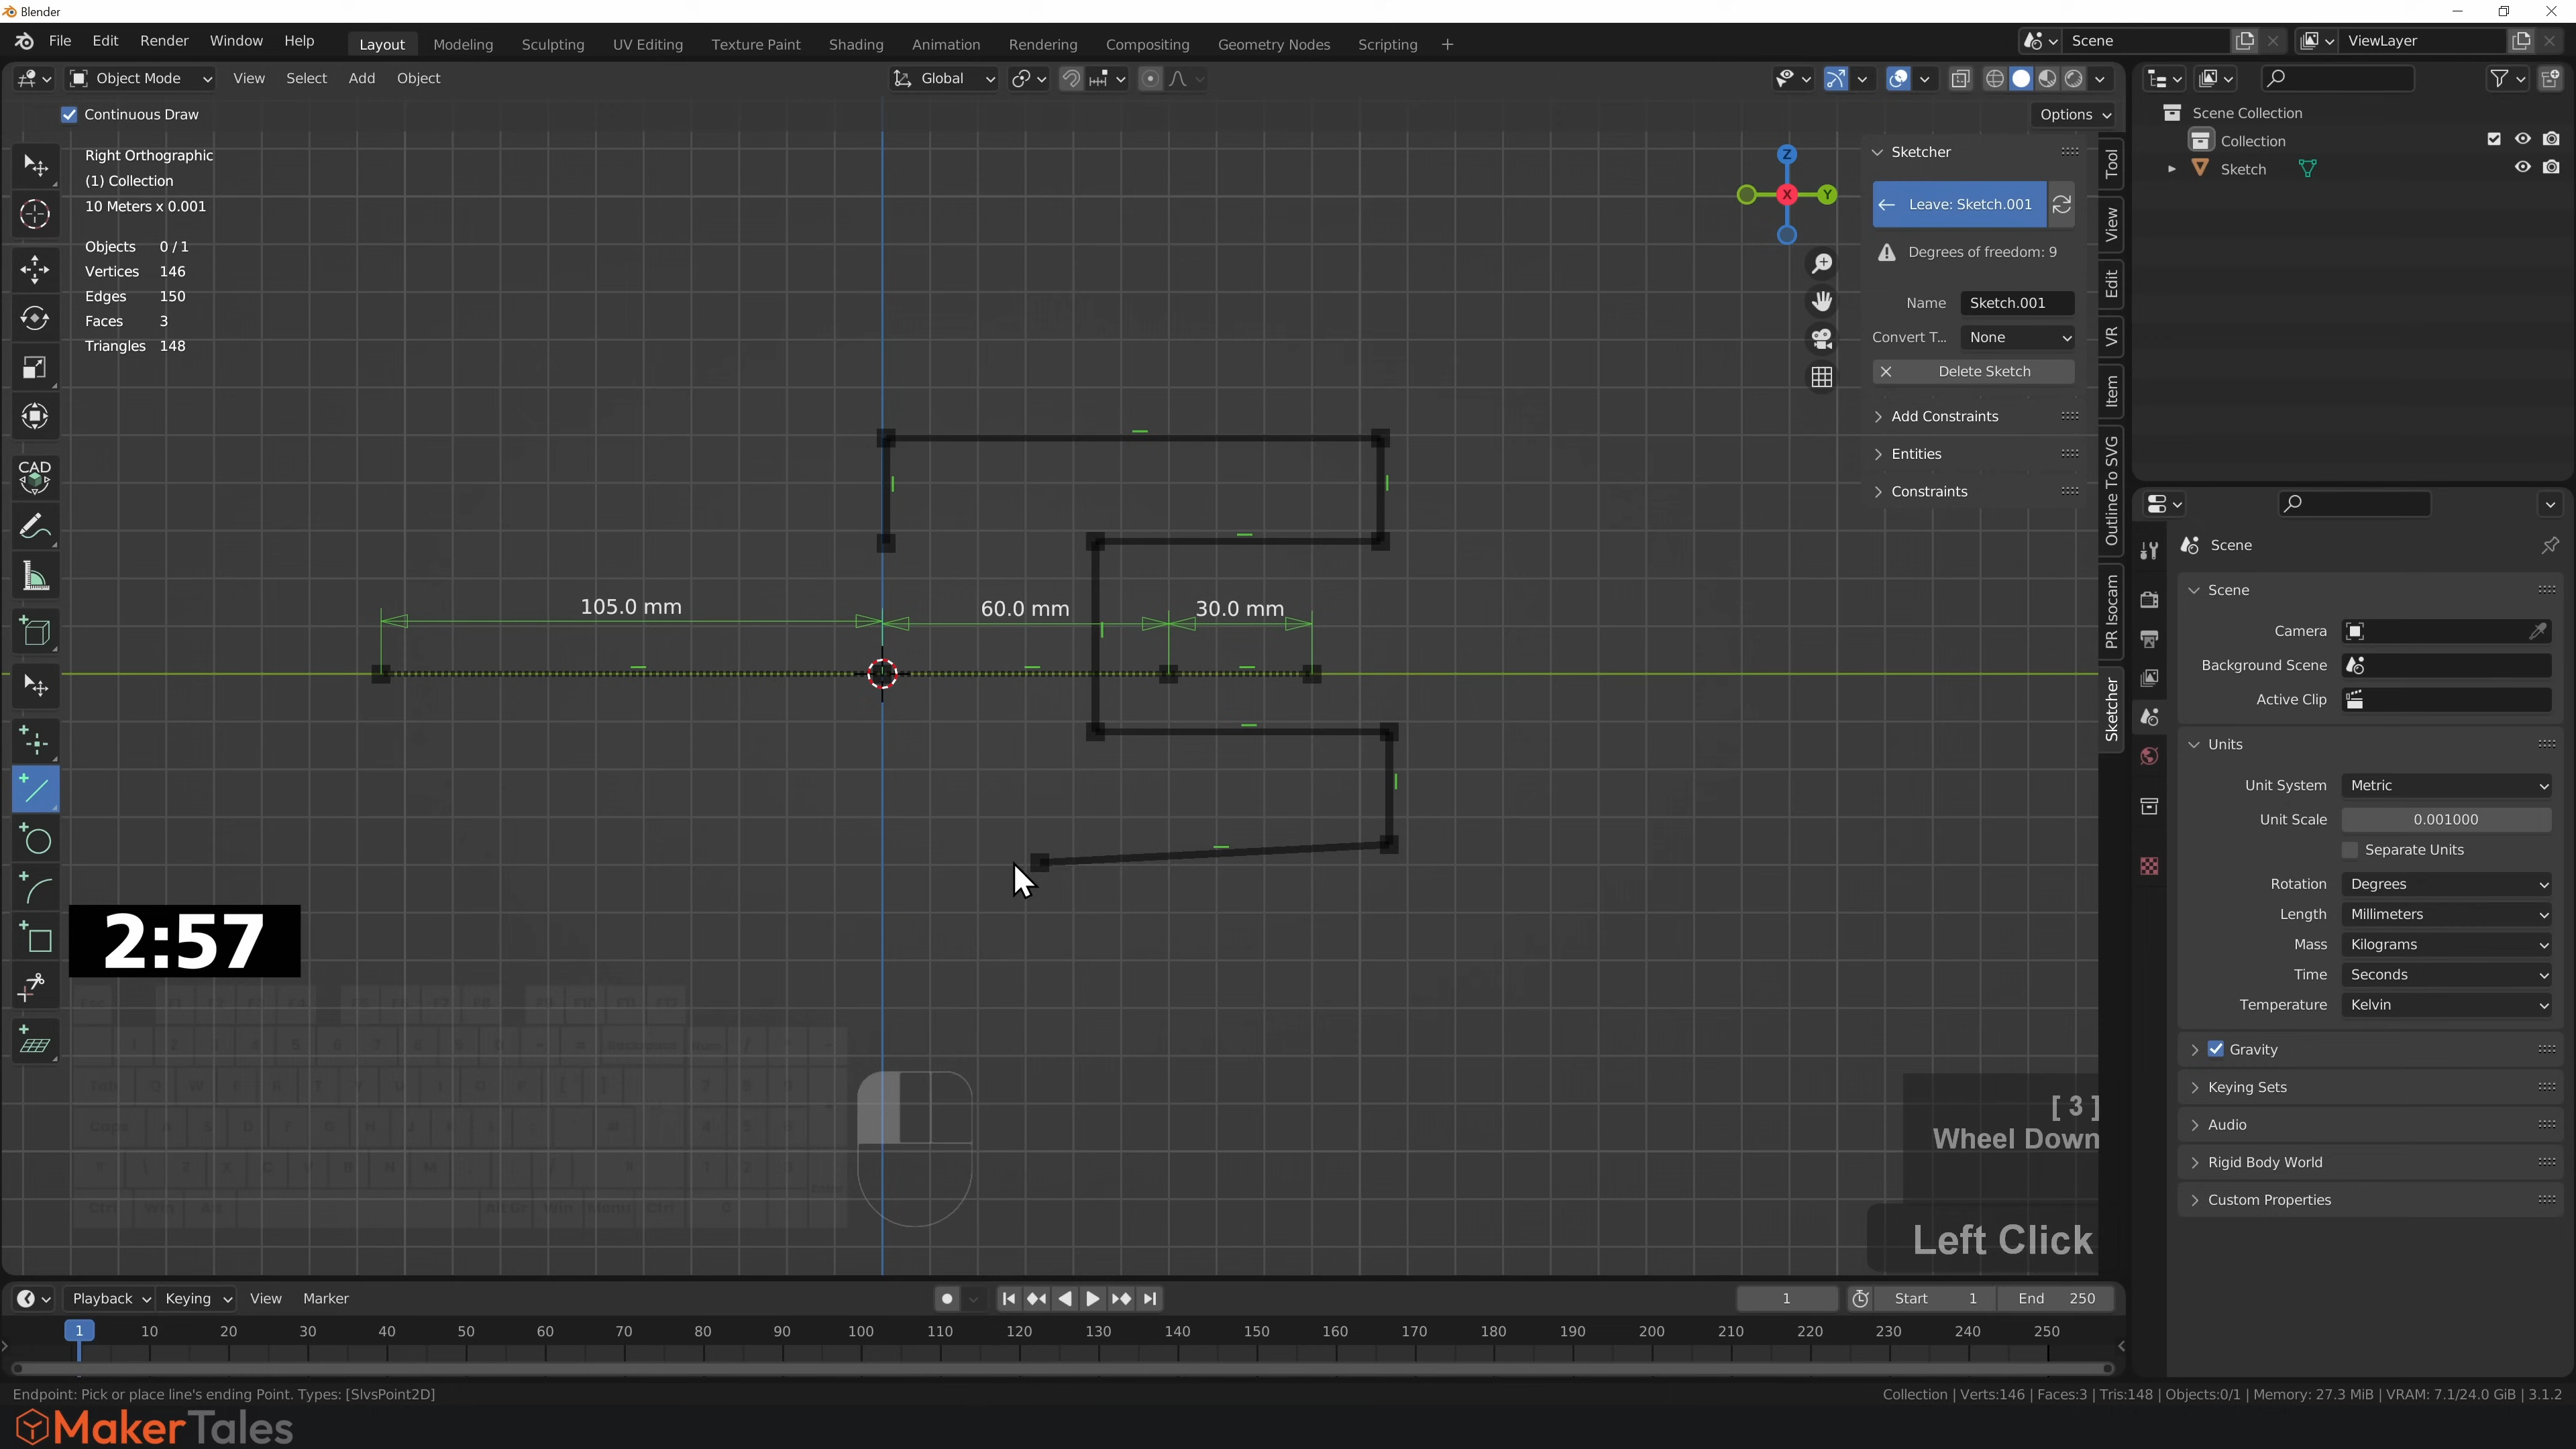 Blender
File Edit Render Window Help Layout Modeling Sculpting UV Editing Texture Paint Shading Animation Rendering Compositing Geometry Nodes Scripting + Scene ViewLayer
Object Mode View Select Add Object Global
Continuous Draw Options
Right Orthographic
(1) Collection
10 Meters x 0.001
Objects 0/1
Vertices 146
Edges 150
Faces 3
Triangles 148
CAD
Z
X
Y
105.0 mm
60.0 mm
30.0 mm
2:57
Sketcher
Leave: Sketch.001
Degrees of freedom: 9
Name Sketch.001
Convert T... None
Delete Sketch
Add Constraints
Entities
Constraints
Tool
View
Edit
VR
Item
Outline To SVG
PR Isocam
Sketcher
[ 3 ]
Wheel Down
Left Click
Scene Collection
Collection
Sketch
Scene
Scene
Camera
Background Scene
Active Clip
Units
Unit System Metric
Unit Scale 0.001000
Separate Units
Rotation Degrees
Length Millimeters
Mass Kilograms
Time Seconds
Temperature Kelvin
Gravity
Keying Sets
Audio
Rigid Body World
Custom Properties
Playback Keying View Marker 1 Start 1 End 250
1 10 20 30 40 50 60 70 80 90 100 110 120 130 140 150 160 170 180 190 200 210 220 230 240 250
Endpoint: Pick or place line's ending Point. Types: [SlvsPoint2D]
Collection | Verts:146 | Faces:3 | Tris:148 | Objects:0/1 | Memory: 27.3 MiB | VRAM: 7.1/24.0 GiB | 3.1.2
MakerTales